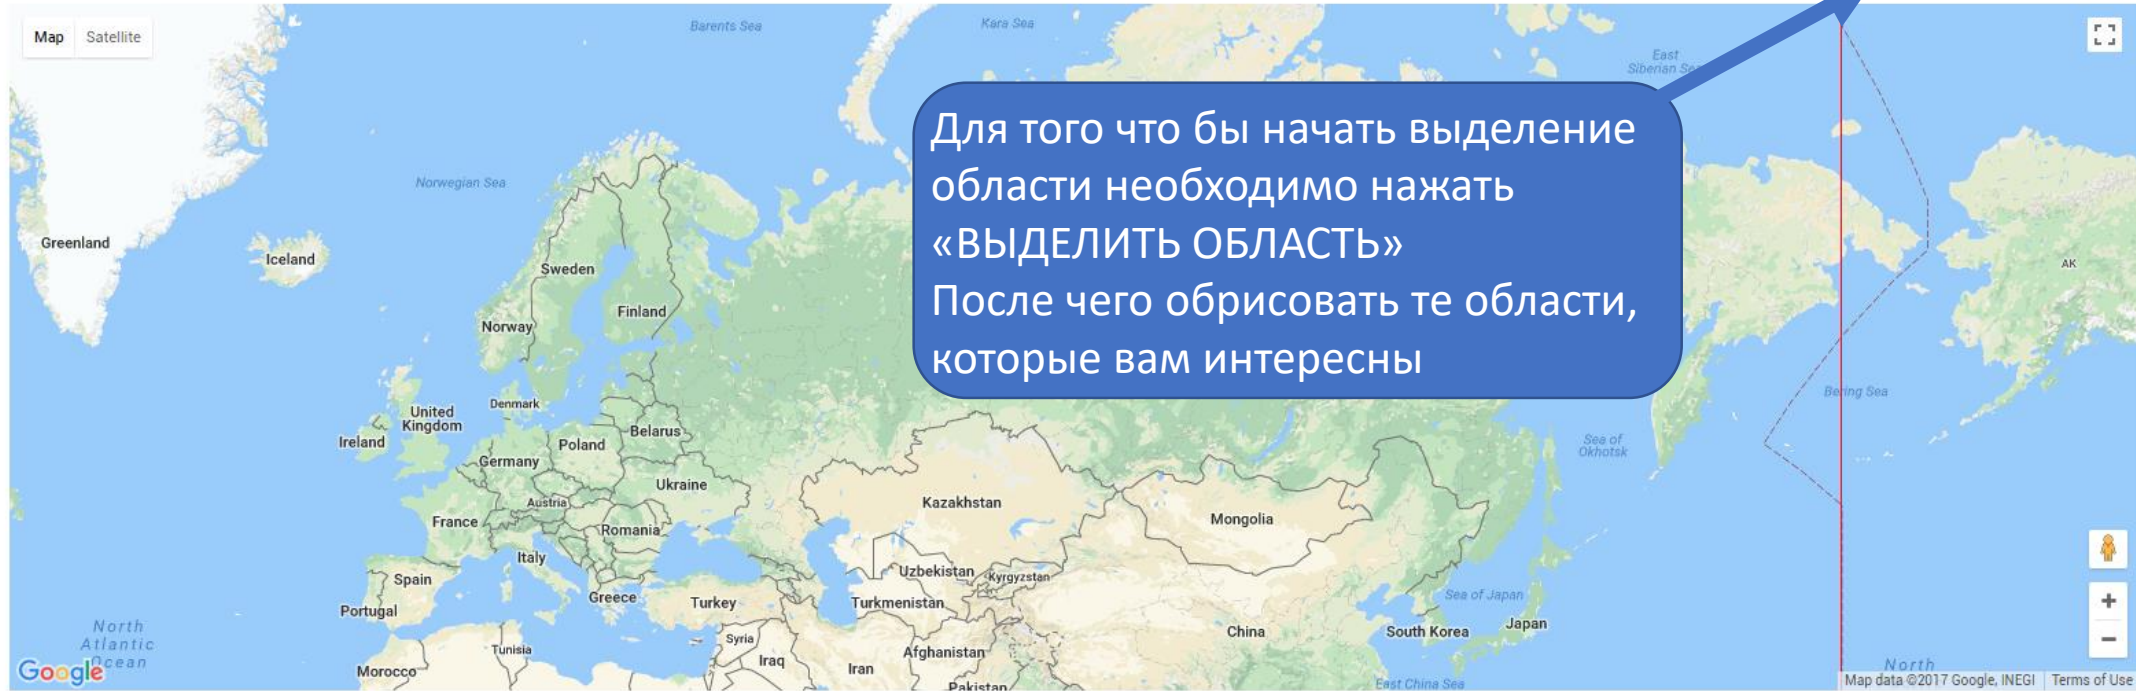 Barents Sea
Kara Sea
Map Satellite
East
Siberian Sea
Для того что бы начать выделение
области необходимо нажать
«ВЫДЕЛИТЬ ОБЛАСТЬ»
После чего обрисовать те области,
которые вам интересны
Norwegian Sea
Greenland
Iceland
Sweden
AK
Finland
Norway
Bering Sea
Denmark
United
Kingdom
Ireland
Belarus
Poland
Sea of
Okhotsk
Germany
Ukraine
Austria
Kazakhstan
France
Romania
Mongolia
Italy
Uzbekistan
Kyrgyzstan
Spain
Greece
Turkey
Turkmenistan
Sea of Japan
Portugal
North
Atlantic
Ocean
Syria
China
South Korea
Japan
Tunisia
Afghanistan
Iraq
Iran
Morocco
Google
Pakistan
East China Sea
North
Map data ©2017 Google, INEGI Terms of Use